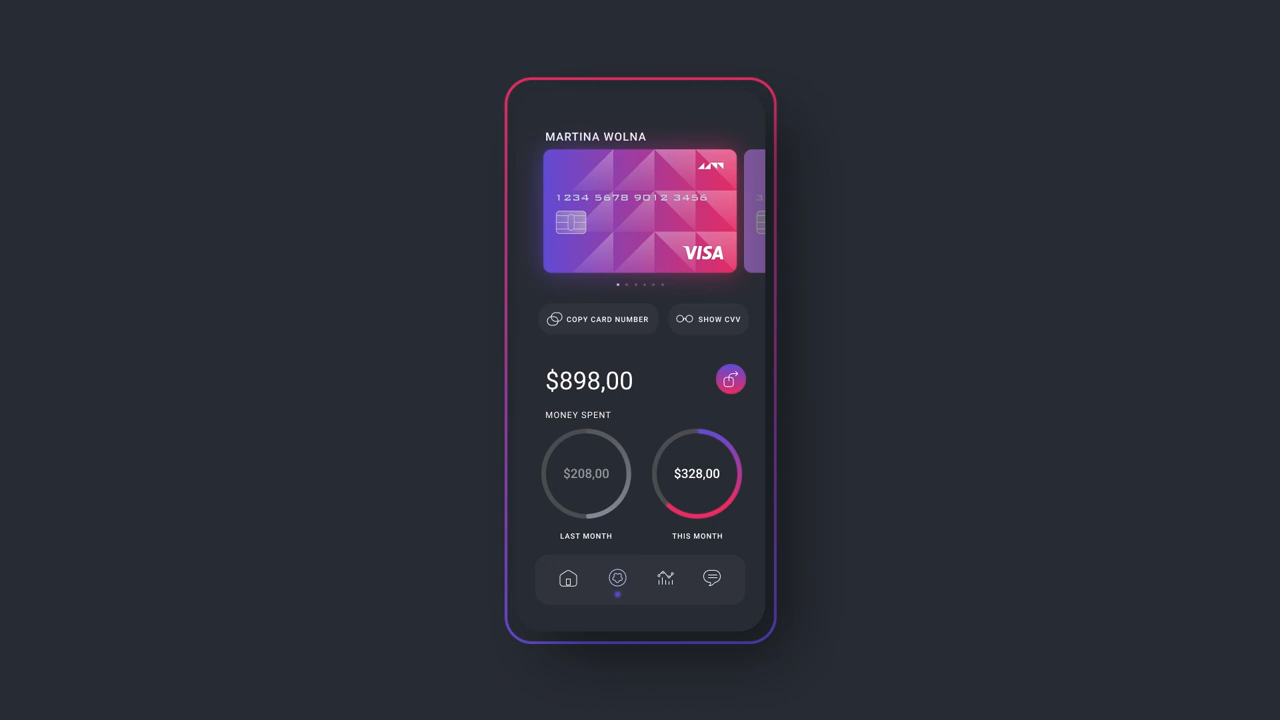 MARTINA WOLNA
1234 5678 9012 3456
3
VISA
COPY CARD NUMBER
SHOW CVV
$898,00
MONEY SPENT
$208,00
$328,00
LAST MONTH
THIS MONTH